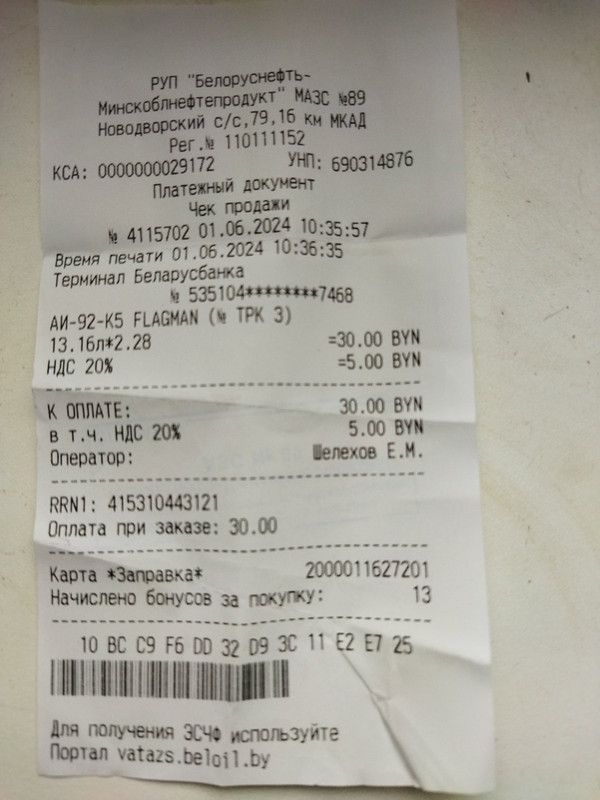 РУП "Белоруснефть-
Минскоблнефтепродукт" МАЗС №89
Новодворский с/с,79,16 км МКАД
Рег.№ 110111152
КСА: 0000000029172 УНП: 690314876
Платежный документ
Чек продажи
№ 4115702 01.06.2024 10:35:57
Время печати 01.06.2024 10:36:35
Терминал Беларусбанка
№ 535104********7468
АИ-92-К5 FLAGMAN (№ ТРК 3)
13.16л*2.28 =30.00 BYN
НДС 20% =5.00 BYN
К ОПЛАТЕ: 30.00 BYN
в т.ч. НДС 20% 5.00 BYN
Оператор: Шелехов Е.М.
RRN1: 415310443121
Оплата при заказе: 30.00
Карта *Заправка* 2000011627201
Начислено бонусов за покупку: 13
10 BC C9 F6 DD 32 D9 3C 11 E2 E7 25
Для получения ЭСЧФ используйте
Портал vatazs.beloil.by